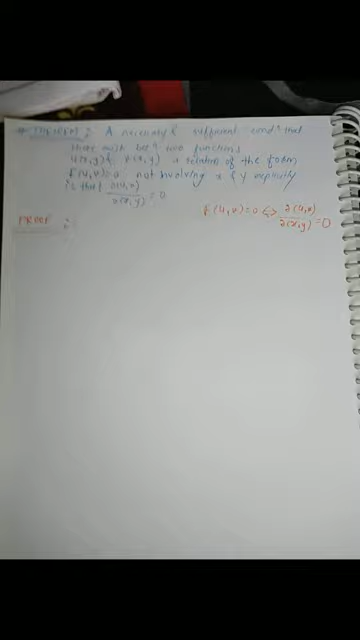 * THEOREM : A necessary & sufficient condn that
there exist bet n two functions
u(x,y) & v(x,y) a relation of the form
f(u,v)=0 not involving x & y explicitly
is that ∂(u,v)/∂(x,y) = 0
f(u,v)=0 <=> ∂(u,v)/∂(x,y) = 0
PROOF :